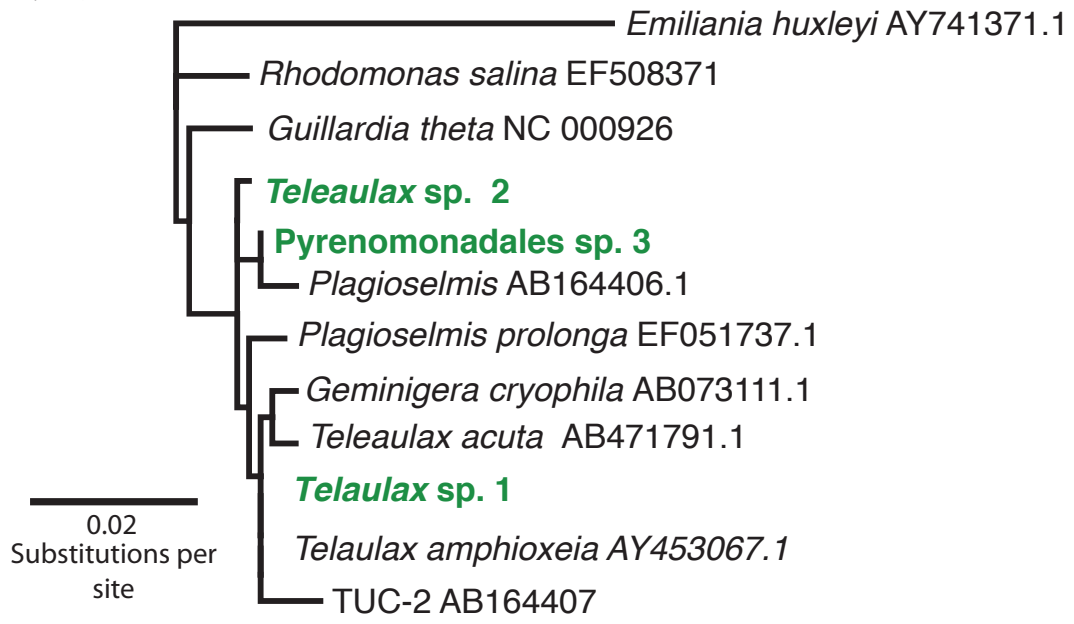 Emiliania huxleyi AY741371.1
Rhodomonas salina EF508371
Guillardia theta NC 000926
Teleaulax sp. 2
Pyrenomonadales sp. 3
Plagioselmis AB164406.1
Plagioselmis prolonga EF051737.1
Geminigera cryophila AB073111.1
Teleaulax acuta AB471791.1
Telaulax sp. 1
Telaulax amphioxeia AY453067.1
TUC-2 AB164407
0.02
Substitutions per
site